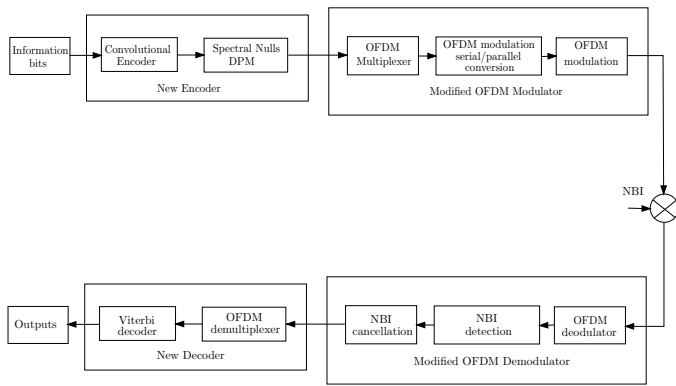 Information
bits
Convolutional
Encoder
Spectral Nulls
DPM
New Encoder
OFDM
Multiplexer
OFDM modulation
serial/parallel
conversion
OFDM
modulation
Modified OFDM Modulator
NBI
Outputs
Viterbi
decoder
OFDM
demultiplexer
New Decoder
NBI
cancellation
NBI
detection
OFDM
deodulator
Modified OFDM Demodulator